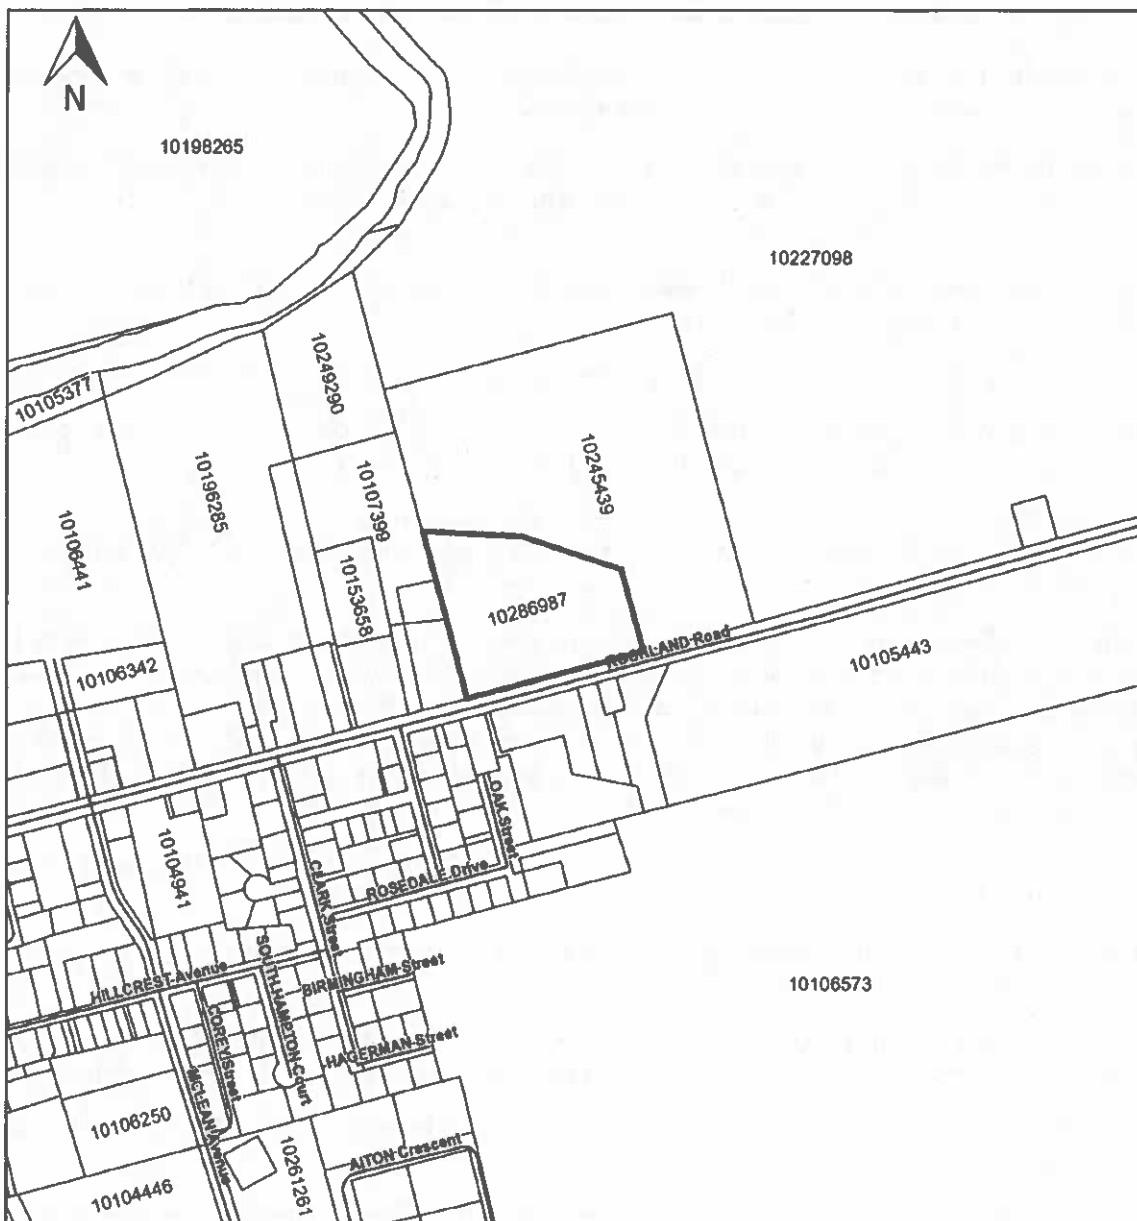 N
10198265
10227098
10249290
10105377
10245439
10196285
10107399
10106441
10153658
10286987
ROCKLAND Road
10105443
10106342
OAK Street
10104941
CLARK Street
ROSEDALE Drive
SOUTHHAMPTON Court
BIRMINGHAM Street
HILLCREST Avenue
10106573
COREY Street
HAGERMAN Street
MCLEAN Avenue
10106250
AITON Crescent
10261261
10104446